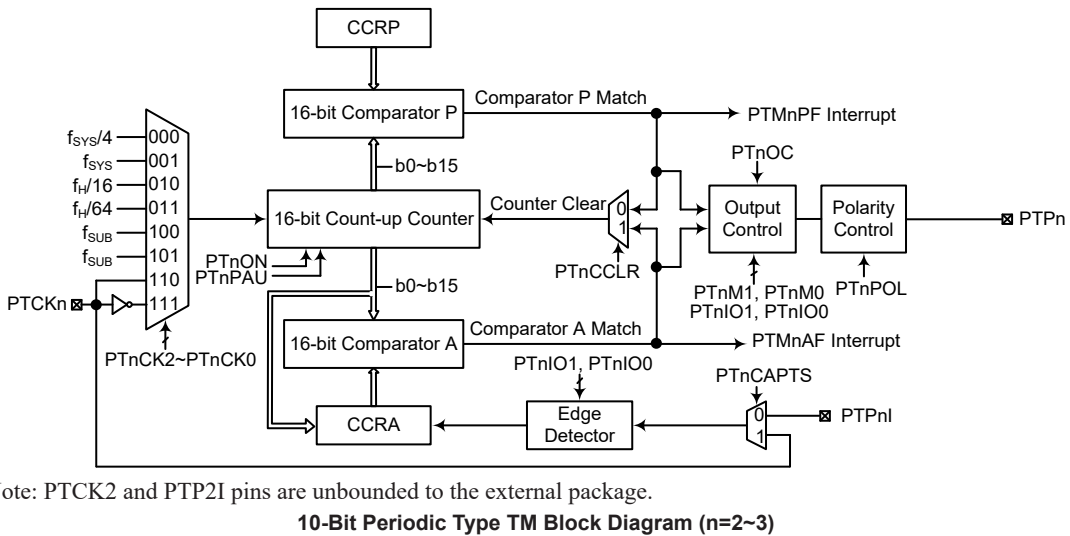 CCRP
16-bit Comparator P
Comparator P Match
PTMnPF Interrupt
b0~b15
fSYS/4
000
fSYS
001
fH/16
010
fH/64
011
fSUB
100
fSUB
101
110
111
PTCKn
PTnCK2~PTnCK0
16-bit Count-up Counter
PTnON
PTnPAU
Counter Clear
0
1
PTnCCLR
PTnOC
Output
Control
PTnM1, PTnM0
PTnIO1, PTnIO0
Polarity
Control
PTnPOL
PTPn
b0~b15
16-bit Comparator A
Comparator A Match
PTMnAF Interrupt
CCRA
PTnIO1, PTnIO0
Edge
Detector
PTnCAPTS
0
1
PTPnI
ote: PTCK2 and PTP2I pins are unbounded to the external package.
10-Bit Periodic Type TM Block Diagram (n=2~3)